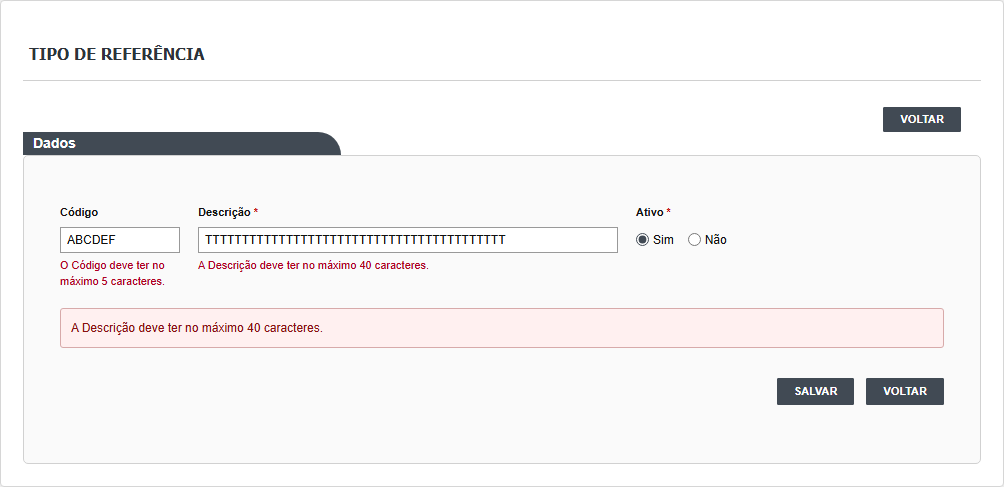 TIPO DE REFERÊNCIA
VOLTAR
Dados
Código
Descrição *
Ativo *
ABCDEF
TTTTTTTTTTTTTTTTTTTTTTTTTTTTTTTTTTTTTTTTT
Sim
Não
O Código deve ter no
máximo 5 caracteres.
A Descrição deve ter no máximo 40 caracteres.
A Descrição deve ter no máximo 40 caracteres.
SALVAR
VOLTAR